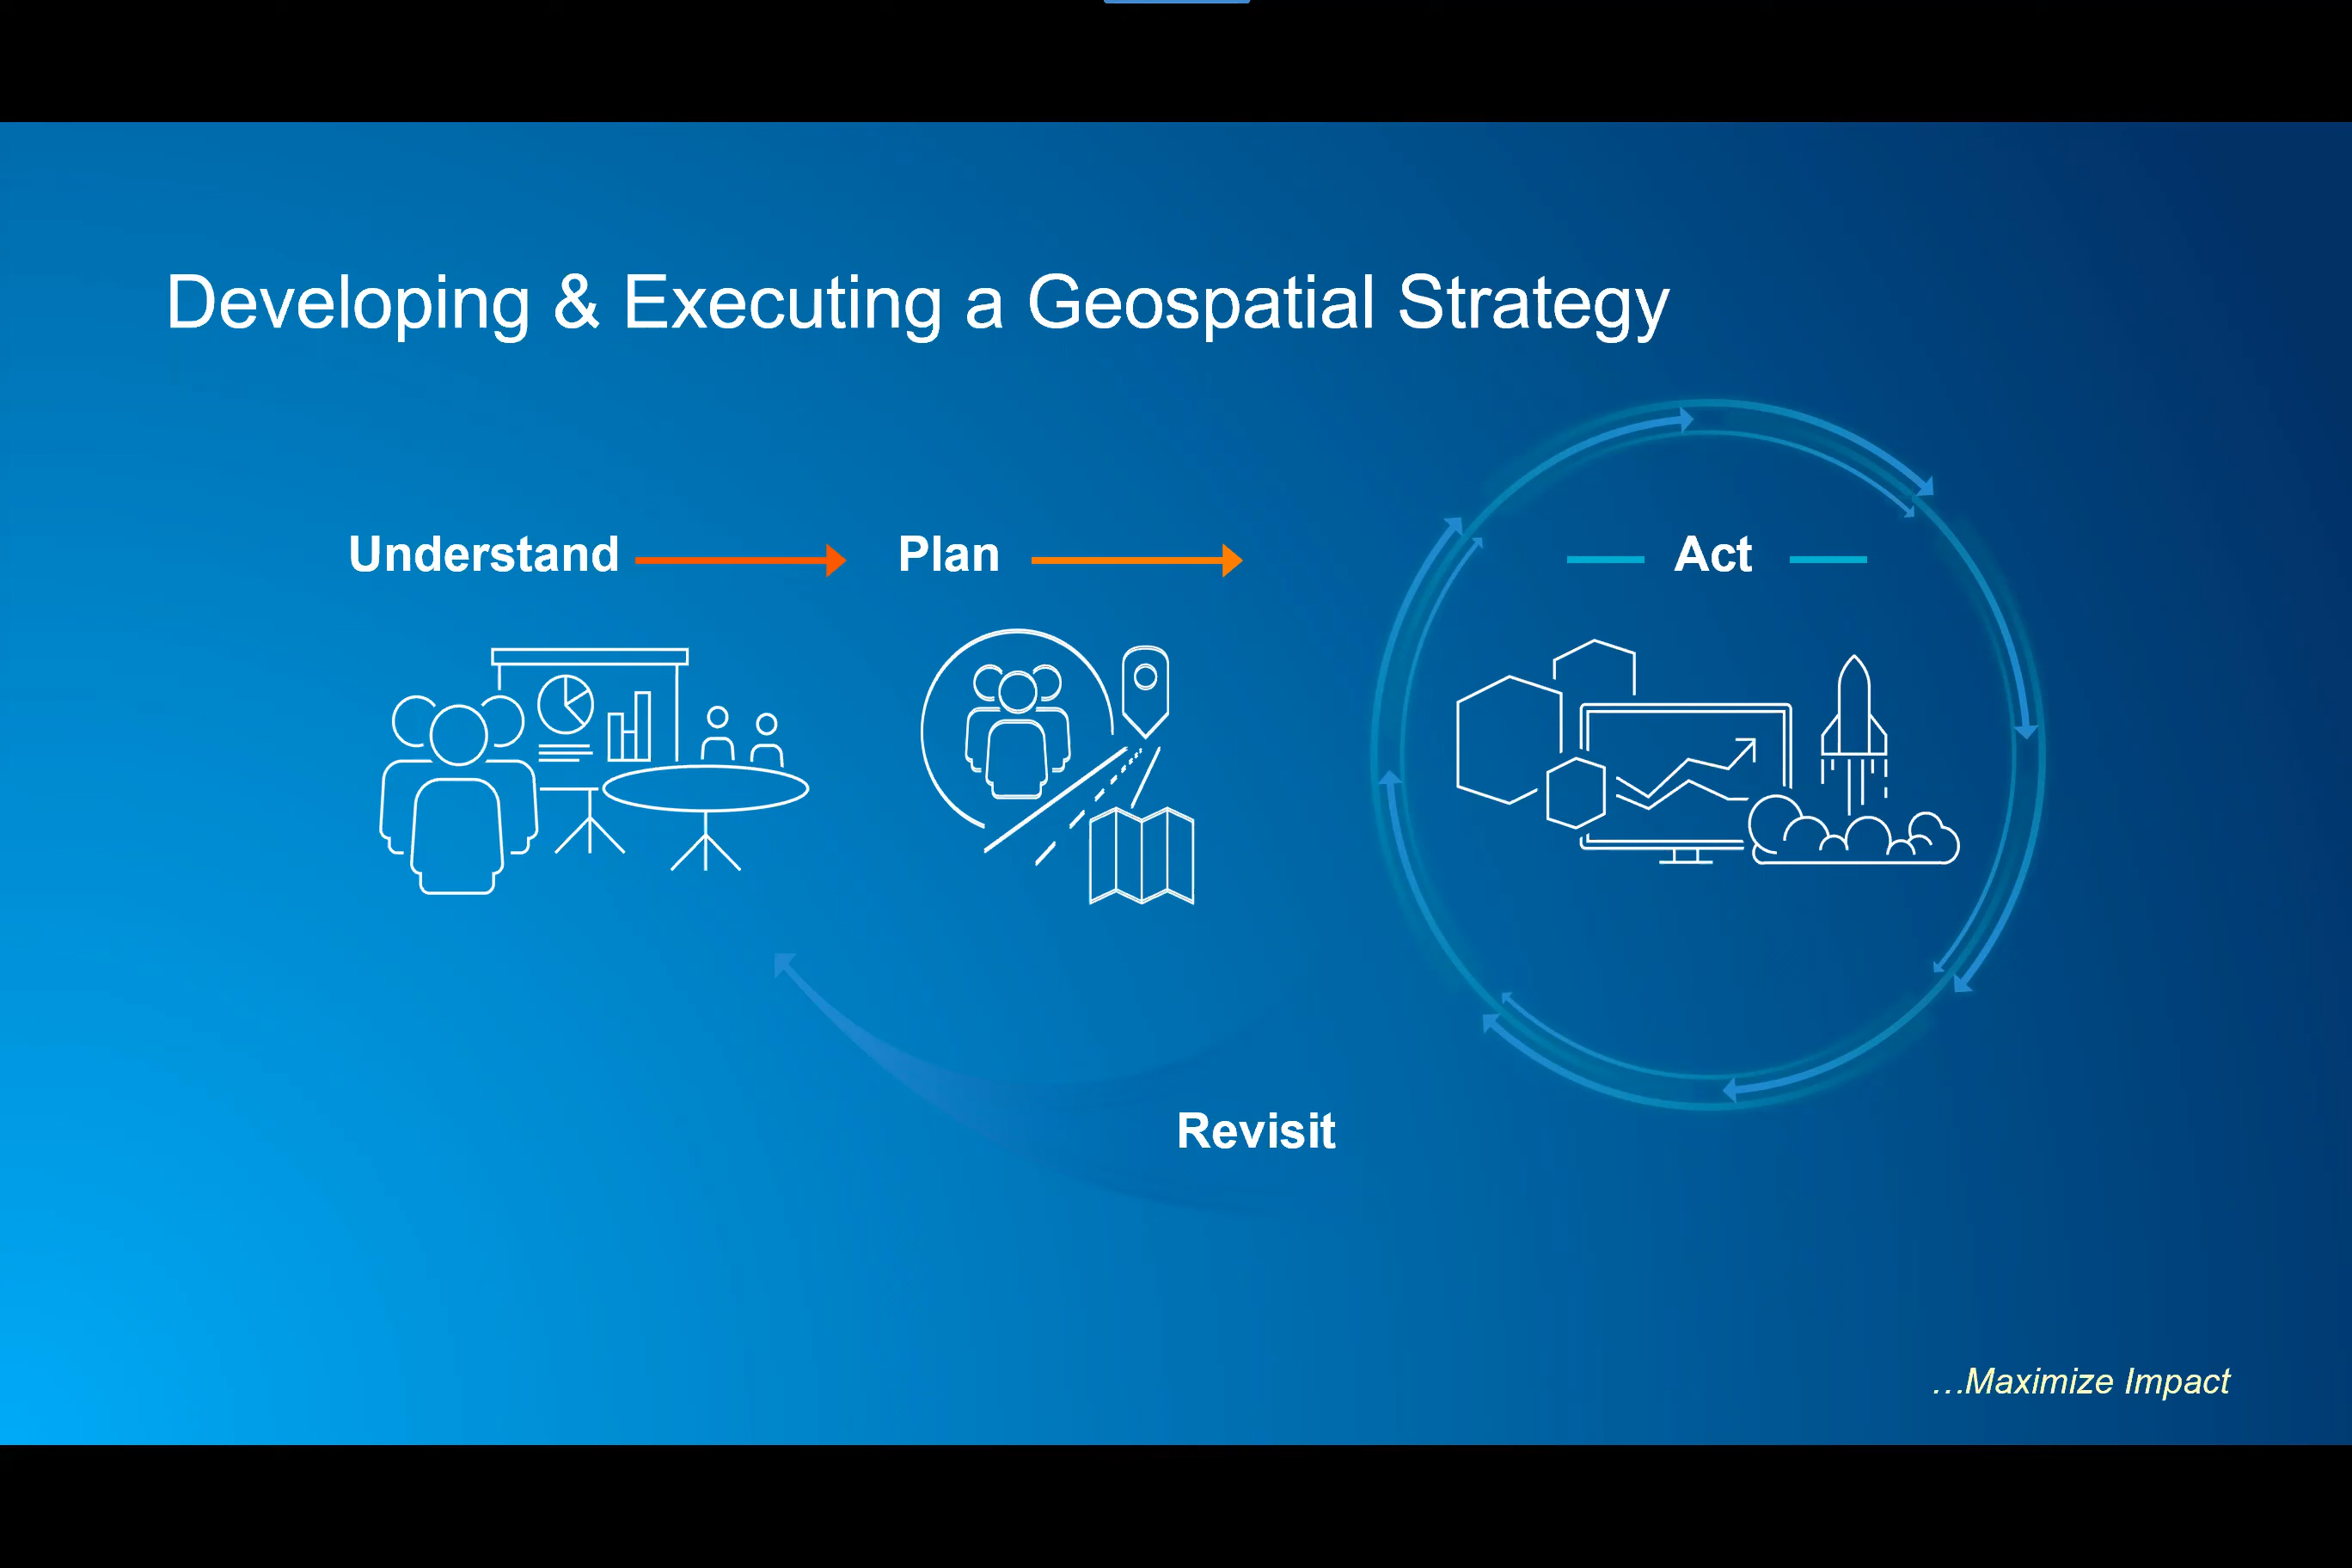 Developing & Executing a Geospatial Strategy
Understand
Plan
Act
Revisit
...Maximize Impact